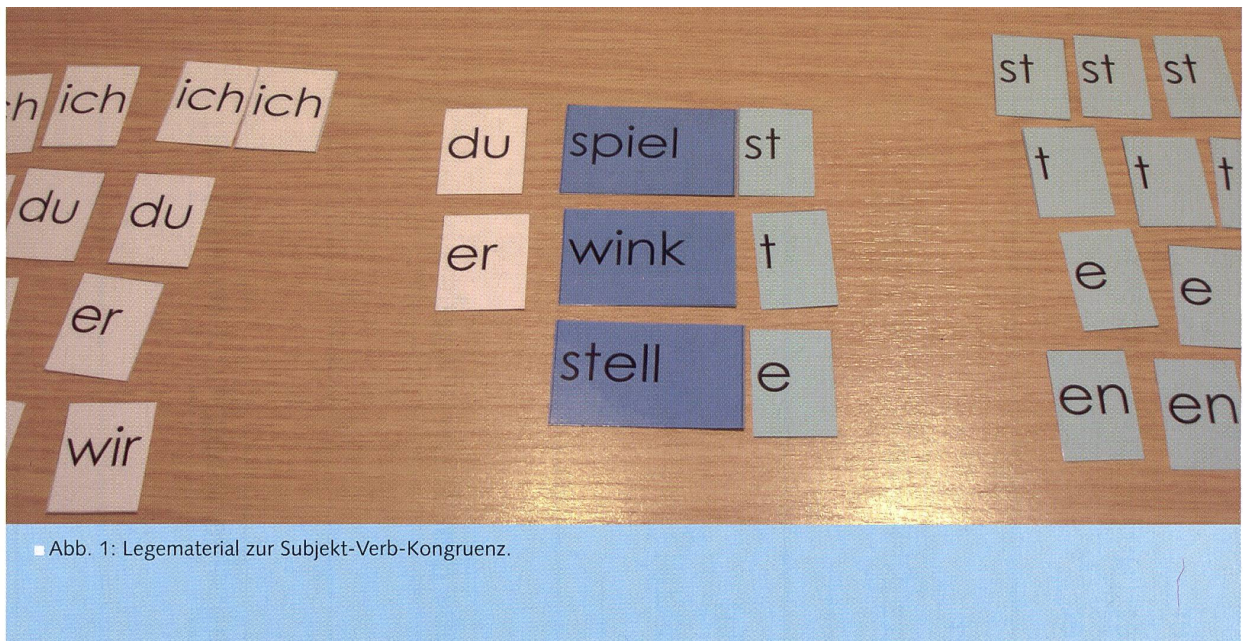 ich ich ich st st st
du spiel st
du du t t t
er wink t
er e e
stell e
wir en en
Abb. 1: Legematerial zur Subjekt-Verb-Kongruenz.